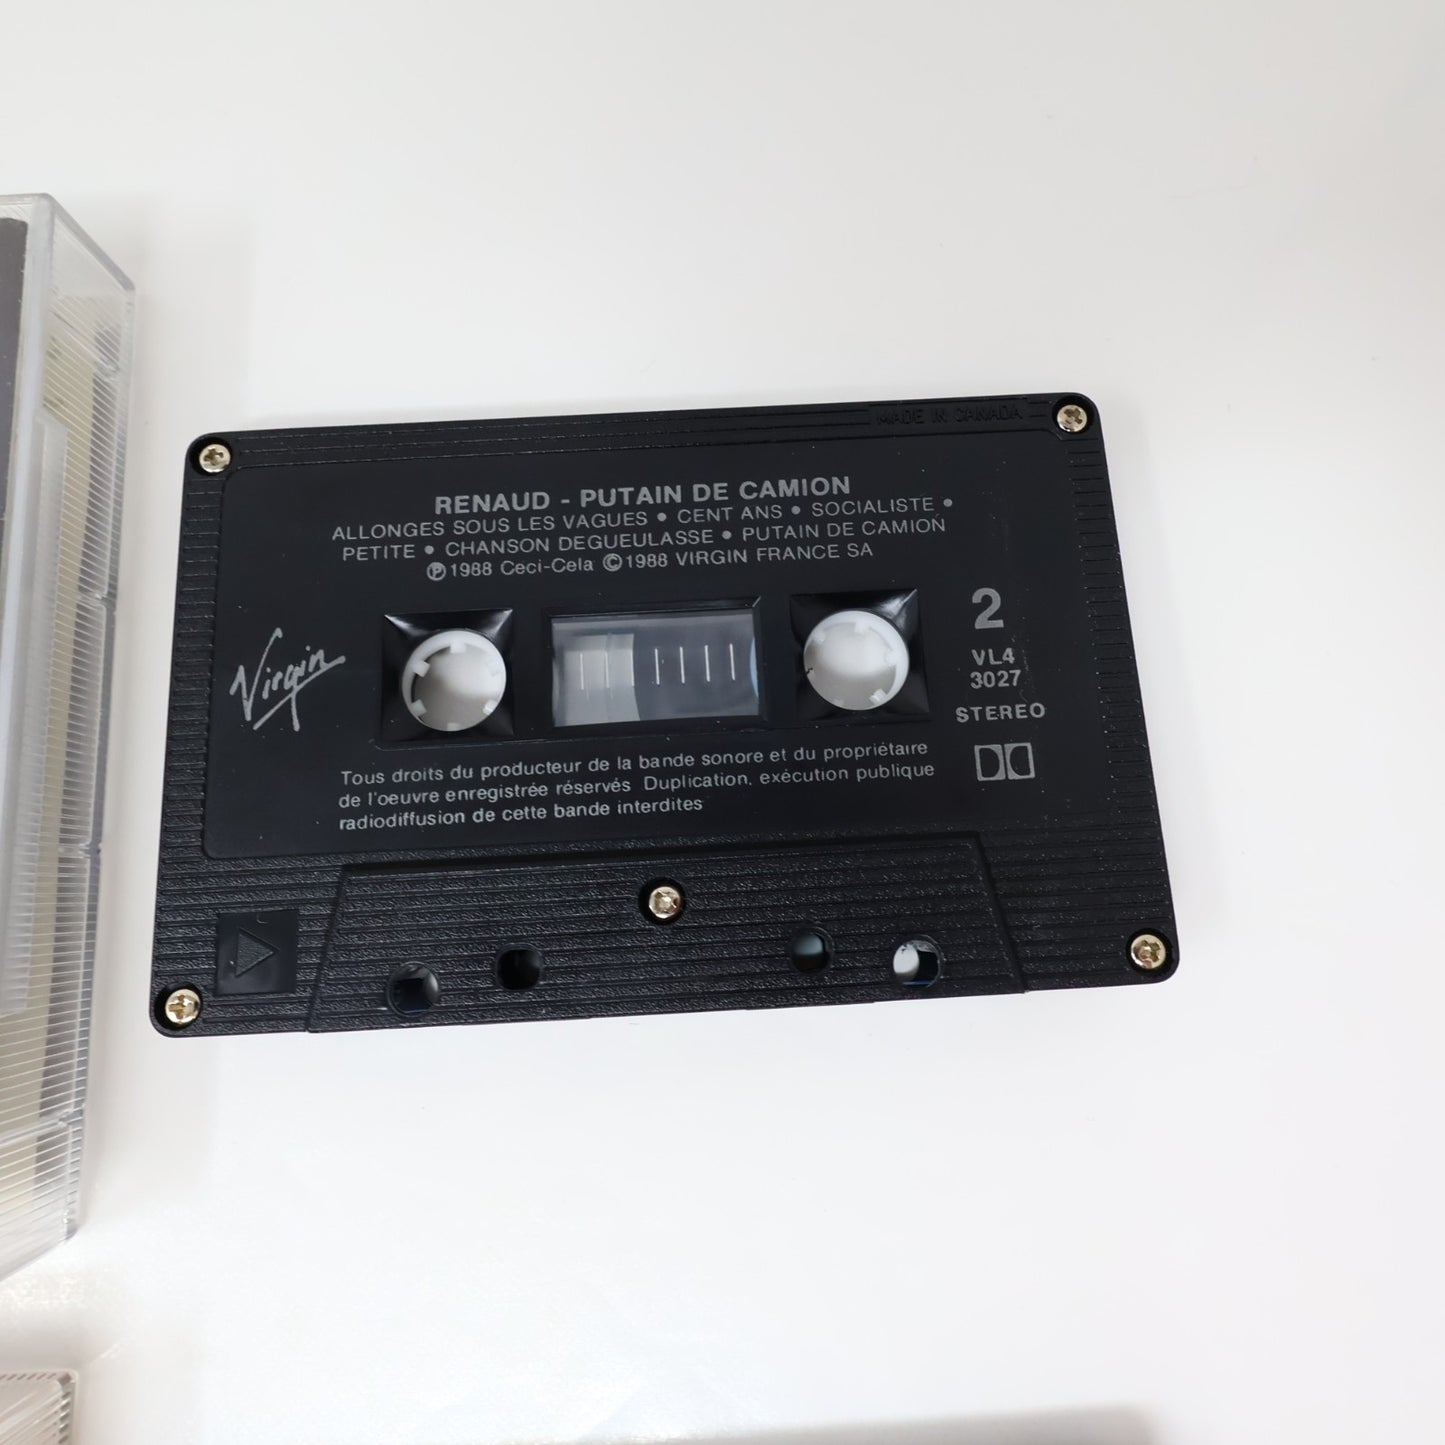 MADE IN CANADA
RENAUD - PUTAIN DE CAMION
ALLONGES SOUS LES VAGUES • CENT ANS • SOCIALISTE •
PETITE • CHANSON DEGUEULASSE • PUTAIN DE CAMION
℗ 1988 Ceci-Cela © 1988 VIRGIN FRANCE SA
Virgin
2
VL4
3027
STEREO
Tous droits du producteur de la bande sonore et du propriétaire
de l'oeuvre enregistrée réservés Duplication, exécution publique
radiodiffusion de cette bande interdites